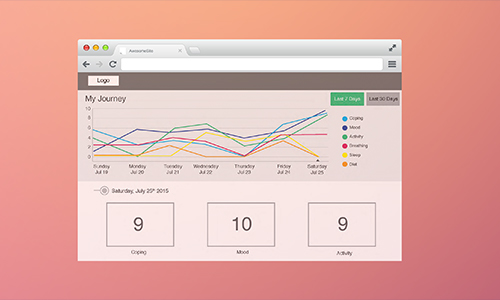 AwesomeSite
Logo
My Journey
Last 7 Days
Last 30 Days
10
8
6
4
2
0
Sunday
Jul 19
Monday
Jul 20
Tuesday
Jul 21
Wednesday
Jul 22
Thursday
Jul 23
Friday
Jul 24
Saturday
Jul 25
Coping
Mood
Activity
Breathing
Sleep
Diet
Saturday, July 25th 2015
9
10
9
Coping
Mood
Activity